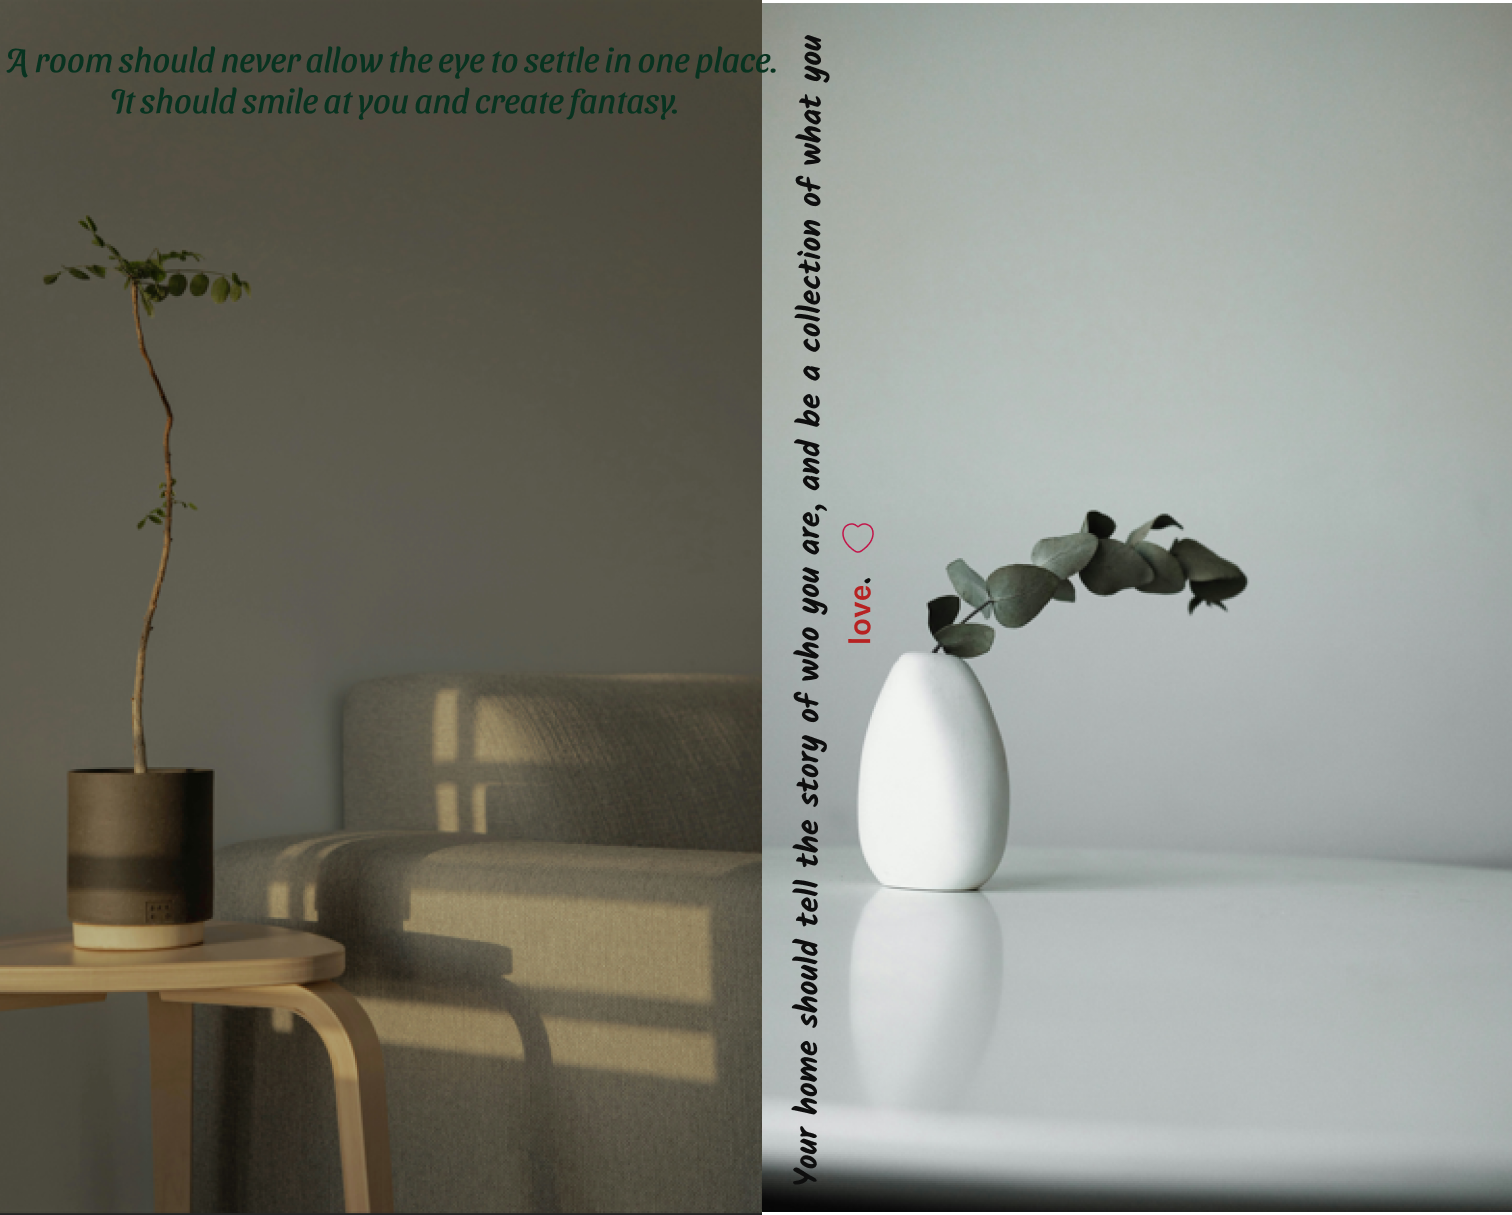 A room should never allow the eye to settle in one place.
It should smile at you and create fantasy.
Your home should tell the story of who you are, and be a collection of what you
love. ♡